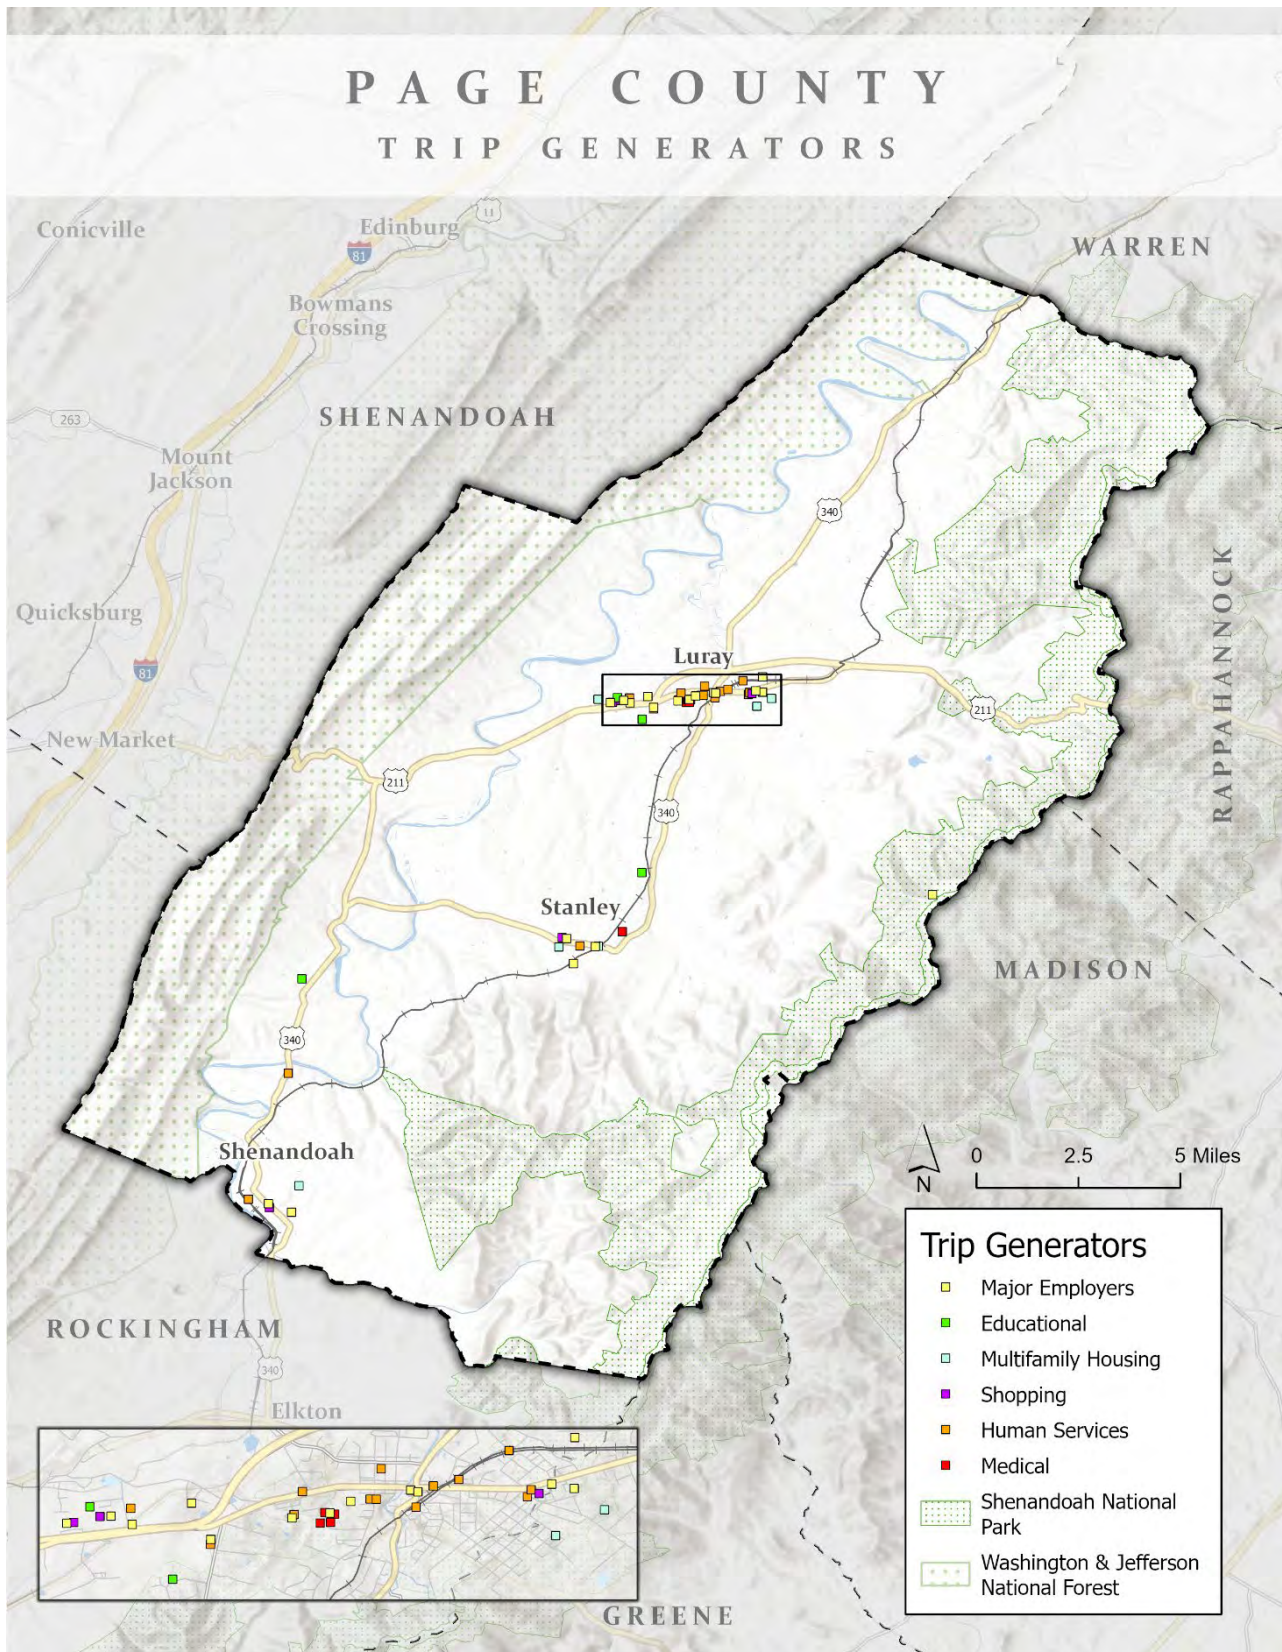 PAGE COUNTY
TRIP GENERATORS
11
Conicville
Edinburg
WARREN
81
Bowmans
Crossing
SHENANDOAH
263
Mount
Jackson
340
RAPPAHANNOCK
Quicksburg
Luray
81
211
New Market
211
340
Stanley
MADISON
340
Shenandoah
0 2.5 5 Miles
N
Trip Generators
Major Employers
Educational
Multifamily Housing
Shopping
Human Services
Medical
Shenandoah National
Park
Washington & Jefferson
National Forest
ROCKINGHAM
340
Elkton
GREENE